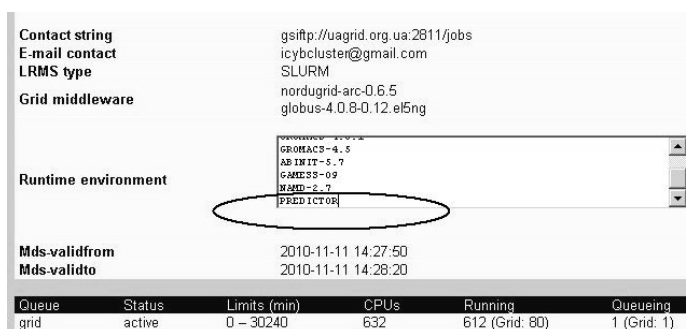 Contact string gsiftp://uagrid.org.ua:2811/jobs
E-mail contact icybcluster@gmail.com
LRMS type SLURM
Grid middleware nordugrid-arc-0.6.5
globus-4.0.8-0.12.el5ng
GROMACS-4.5
ABINIT-5.7
GAMESS-09
Runtime environment NAMD-2.7
PREDICTOR
Mds-validfrom 2010-11-11 14:27:50
Mds-validto 2010-11-11 14:28:20
Queue Status Limits (min) CPUs Running Queueing
grid active 0 – 30240 632 612 (Grid: 80) 1 (Grid: 1)